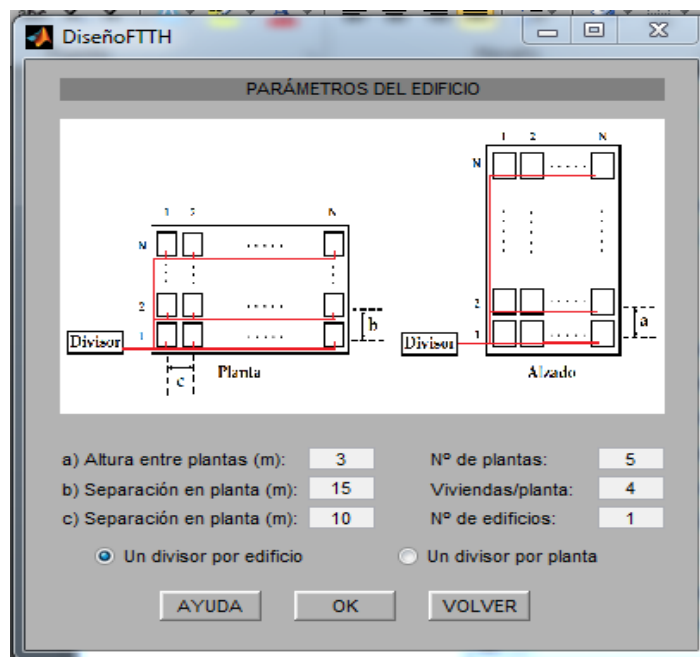 DiseñoFTTH
PARÁMETROS DEL EDIFICIO
1 2 N
N
2
1
Divisor
b
c
Planta
1 2 N
N
2
1
Divisor
a
Alzado
a) Altura entre plantas (m): 3 Nº de plantas: 5
b) Separación en planta (m): 15 Viviendas/planta: 4
c) Separación en planta (m): 10 Nº de edificios: 1
Un divisor por edificio Un divisor por planta
AYUDA OK VOLVER